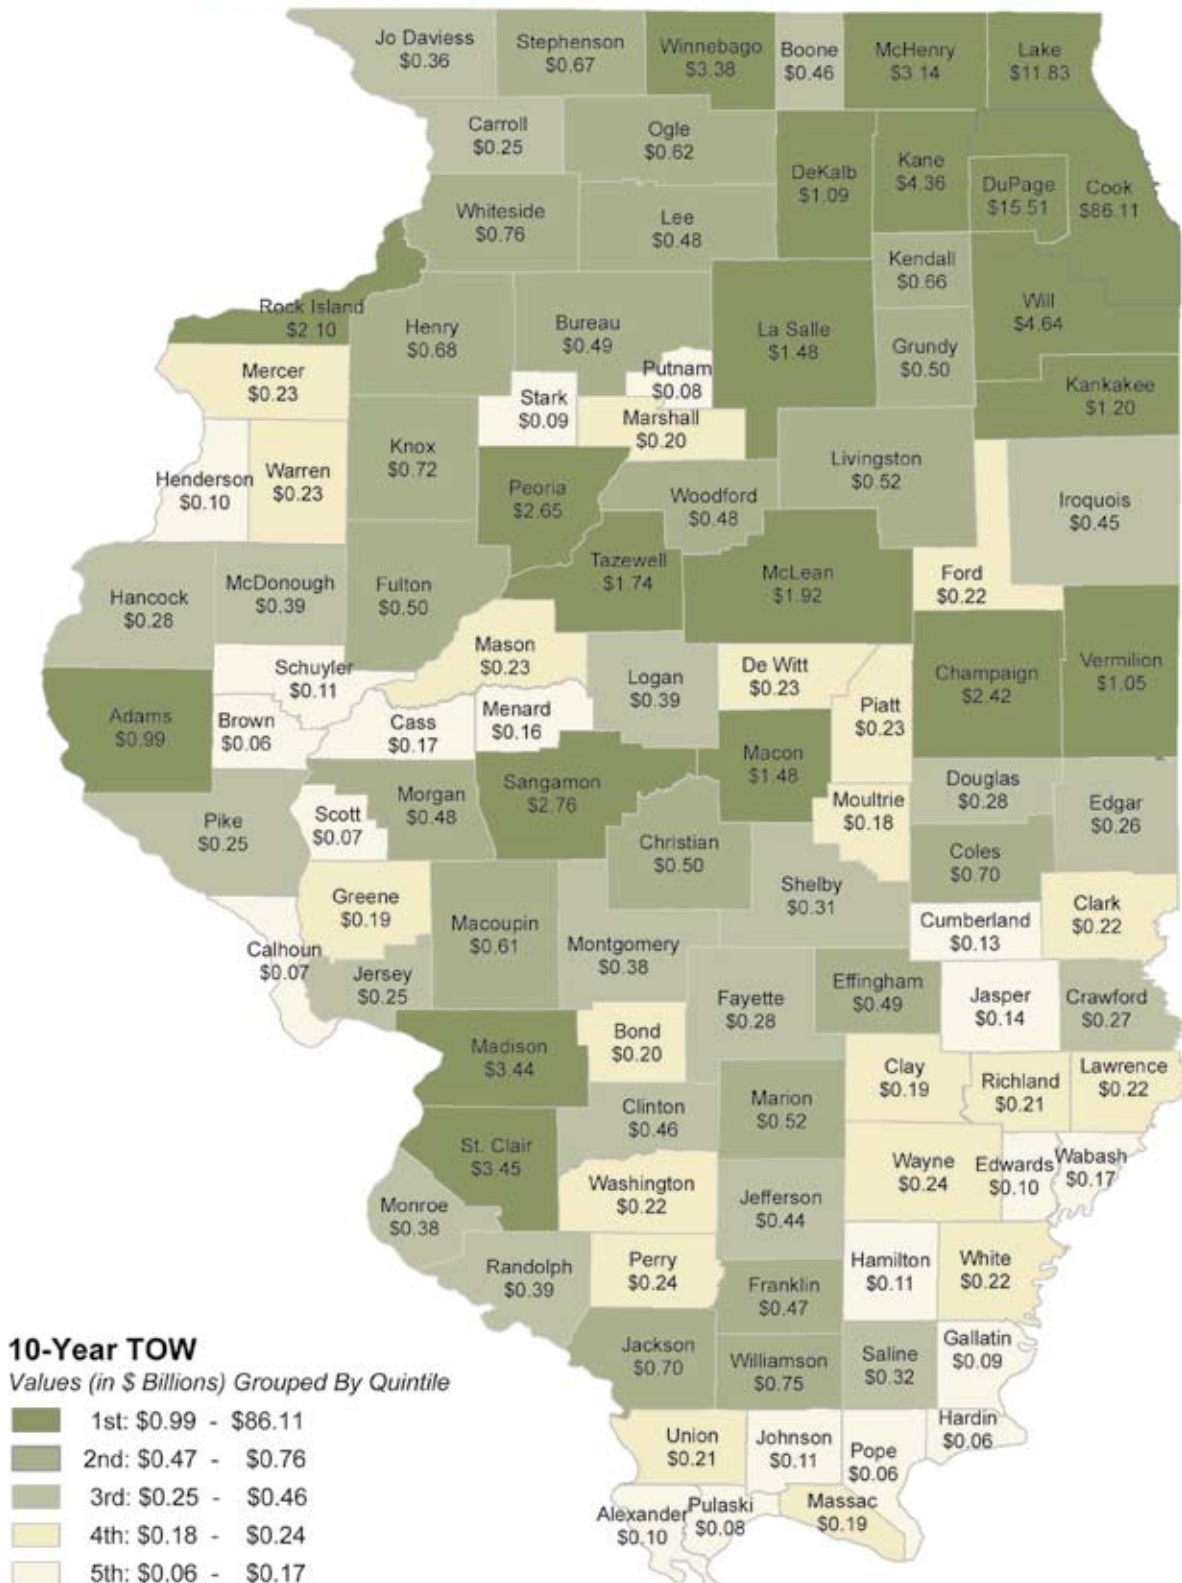 Jo Daviess
$0.36
Stephenson
$0.67
Winnebago
$3.38
Boone
$0.46
McHenry
$3.14
Lake
$11.83
Carroll
$0.25
Ogle
$0.62
DeKalb
$1.09
Kane
$4.36
DuPage
$15.51
Cook
$86.11
Whiteside
$0.76
Lee
$0.48
Kendall
$0.66
Will
$4.64
Rock Island
$2.10
Henry
$0.68
Bureau
$0.49
La Salle
$1.48
Grundy
$0.50
Mercer
$0.23
Putnam
$0.08
Kankakee
$1.20
Stark
$0.09
Marshall
$0.20
Knox
$0.72
Henderson
$0.10
Warren
$0.23
Peoria
$2.65
Woodford
$0.48
Livingston
$0.52
Iroquois
$0.45
Hancock
$0.28
McDonough
$0.39
Fulton
$0.50
Tazewell
$1.74
McLean
$1.92
Ford
$0.22
Schuyler
$0.11
Mason
$0.23
Logan
$0.39
De Witt
$0.23
Piatt
$0.23
Champaign
$2.42
Vermilion
$1.05
Adams
$0.99
Brown
$0.06
Cass
$0.17
Menard
$0.16
Macon
$1.48
Pike
$0.25
Scott
$0.07
Morgan
$0.48
Sangamon
$2.76
Christian
$0.50
Moultrie
$0.18
Douglas
$0.28
Edgar
$0.26
Coles
$0.70
Greene
$0.19
Macoupin
$0.61
Montgomery
$0.38
Shelby
$0.31
Cumberland
$0.13
Clark
$0.22
Calhoun
$0.07
Jersey
$0.25
Fayette
$0.28
Effingham
$0.49
Jasper
$0.14
Crawford
$0.27
Madison
$3.44
Bond
$0.20
Clay
$0.19
Richland
$0.21
Lawrence
$0.22
Clinton
$0.46
Marion
$0.52
St. Clair
$3.45
Washington
$0.22
Wayne
$0.24
Edwards
$0.10
Wabash
$0.17
Monroe
$0.38
Jefferson
$0.44
Randolph
$0.39
Perry
$0.24
Franklin
$0.47
Hamilton
$0.11
White
$0.22
Jackson
$0.70
Williamson
$0.75
Saline
$0.32
Gallatin
$0.09
Union
$0.21
Johnson
$0.11
Pope
$0.06
Hardin
$0.06
Alexander
$0.10
Pulaski
$0.08
Massac
$0.19
10-Year TOW
Values (in $ Billions) Grouped By Quintile
1st: $0.99 - $86.11
2nd: $0.47 - $0.76
3rd: $0.25 - $0.46
4th: $0.18 - $0.24
5th: $0.06 - $0.17